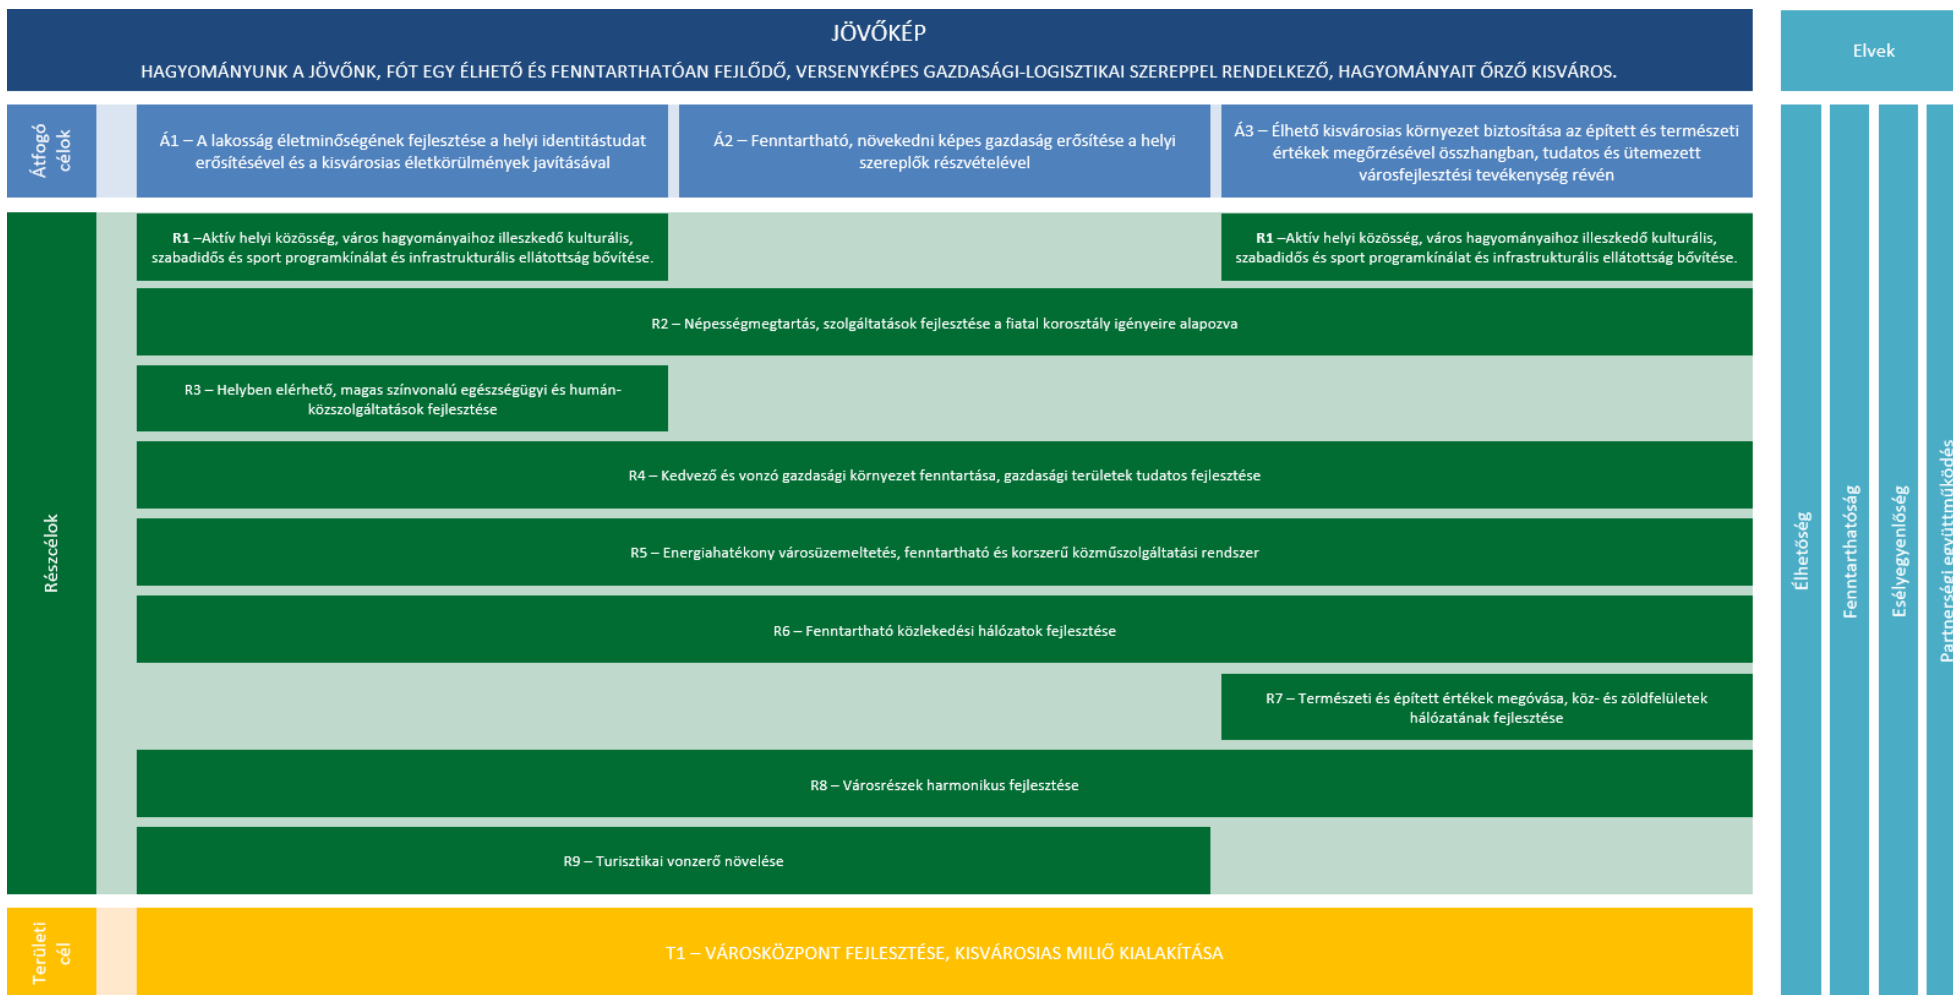 JÖVŐKÉP
HAGYOMÁNYUNK A JÖVŐNK, FÓT EGY ÉLHETŐ ÉS FENNTARTHATÓAN FEJLŐDŐ, VERSENYKÉPES GAZDASÁGI-LOGISZTIKAI SZEREPPEL RENDELKEZŐ, HAGYOMÁNYAIT ŐRZŐ KISVÁROS.
Elvek
Átfogó
célok
Á1 – A lakosság életminőségének fejlesztése a helyi identitástudat
erősítésével és a kisvárosias életkörülmények javításával
Á2 – Fenntartható, növekedni képes gazdaság erősítése a helyi
szereplők részvételével
Á3 – Élhető kisvárosias környezet biztosítása az épített és természeti
értékek megőrzésével összhangban, tudatos és ütemezett
városfejlesztési tevékenység révén
Részcélok
R1 –Aktív helyi közösség, város hagyományaihoz illeszkedő kulturális,
szabadidős és sport programkínálat és infrastrukturális ellátottság bővítése.
R1 –Aktív helyi közösség, város hagyományaihoz illeszkedő kulturális,
szabadidős és sport programkínálat és infrastrukturális ellátottság bővítése.
R2 – Népességmegtartás, szolgáltatások fejlesztése a fiatal korosztály igényeire alapozva
R3 – Helyben elérhető, magas színvonalú egészségügyi és humán-
közszolgáltatások fejlesztése
R4 – Kedvező és vonzó gazdasági környezet fenntartása, gazdasági területek tudatos fejlesztése
R5 – Energiahatékony városüzemeltetés, fenntartható és korszerű közműszolgáltatási rendszer
R6 – Fenntartható közlekedési hálózatok fejlesztése
R7 – Természeti és épített értékek megóvása, köz- és zöldfelületek
hálózatának fejlesztése
R8 – Városrészek harmonikus fejlesztése
R9 – Turisztikai vonzerő növelése
Területi
cél
T1 – VÁROSKÖZPONT FEJLESZTÉSE, KISVÁROSIAS MILIŐ KIALAKÍTÁSA
Élhetőség
Fenntarthatóság
Esélyegyenlőség
Partnerségi együttműködés